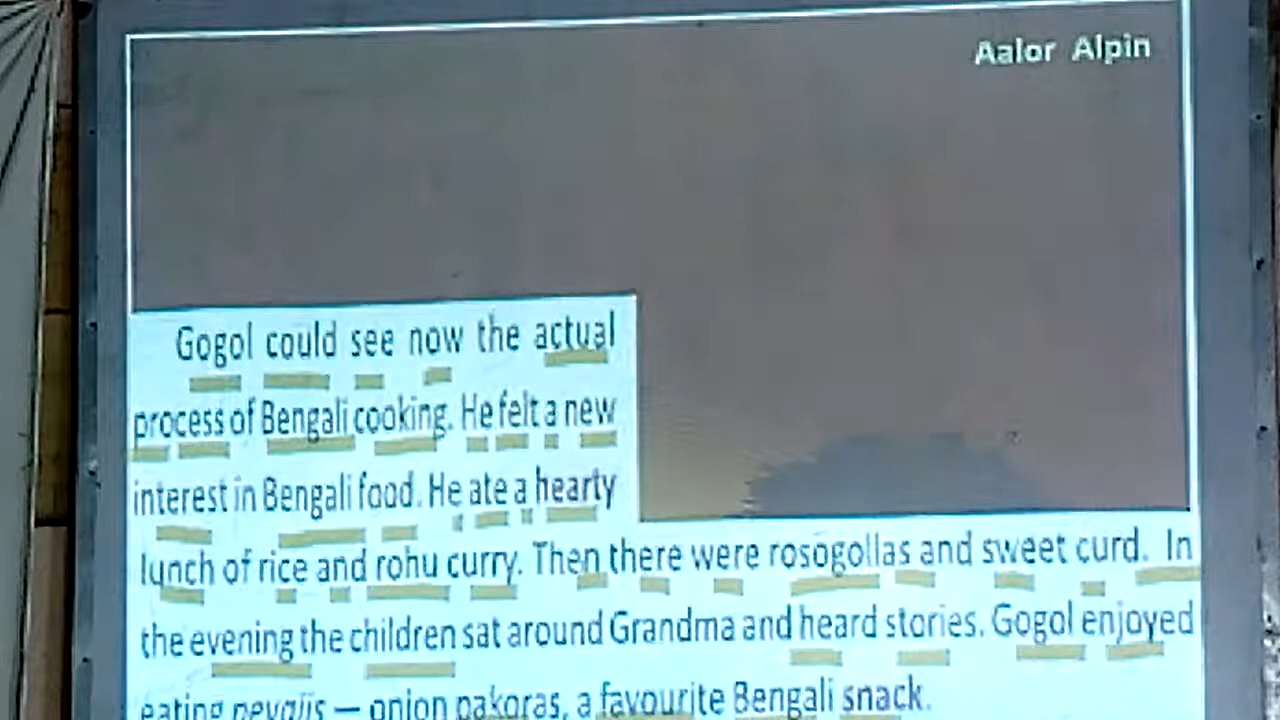 Aalor Alpin
Gogol could see now the actual
process of Bengali cooking. He felt a new
interest in Bengali food. He ate a hearty
lunch of rice and rohu curry. Then there were rosogollas and sweet curd. In
the evening the children sat around Grandma and heard stories. Gogol enjoyed
eating peyajis — onion pakoras, a favourite Bengali snack.